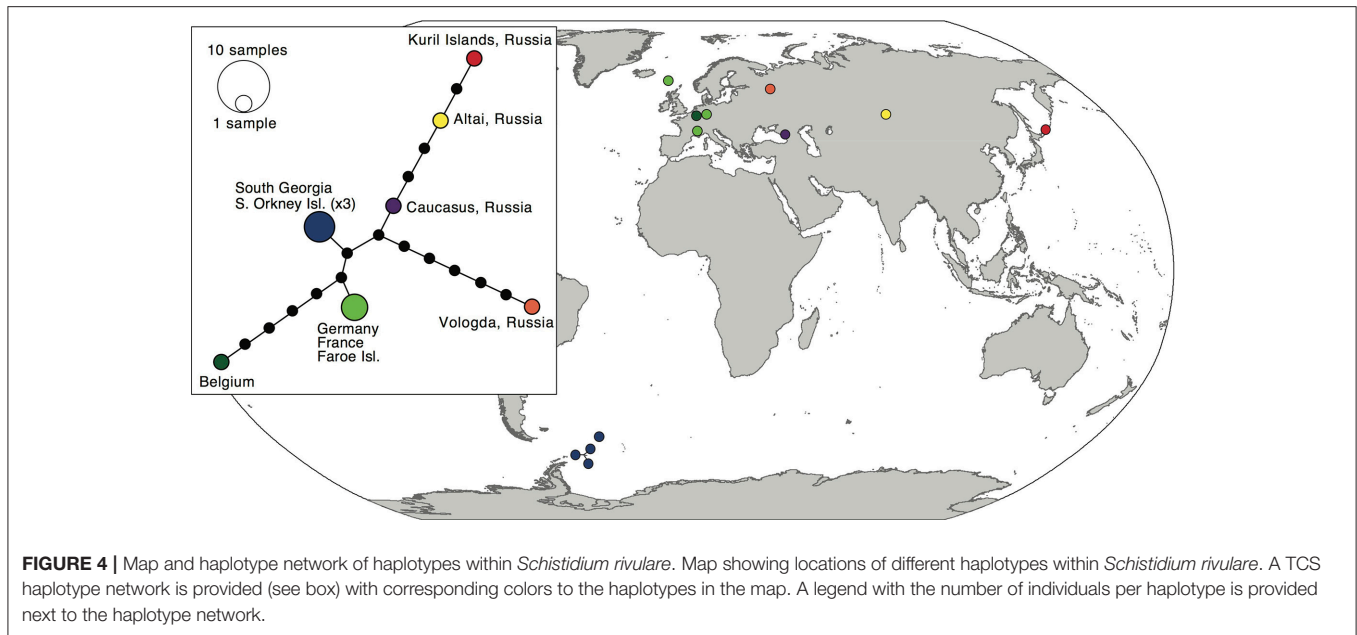 10 samples
1 sample
Kuril Islands, Russia
Altai, Russia
South Georgia
S. Orkney Isl. (x3)
Caucasus, Russia
Germany
France
Faroe Isl.
Vologda, Russia
Belgium
FIGURE 4 | Map and haplotype network of haplotypes within Schistidium rivulare. Map showing locations of different haplotypes within Schistidium rivulare. A TCS
haplotype network is provided (see box) with corresponding colors to the haplotypes in the map. A legend with the number of individuals per haplotype is provided
next to the haplotype network.